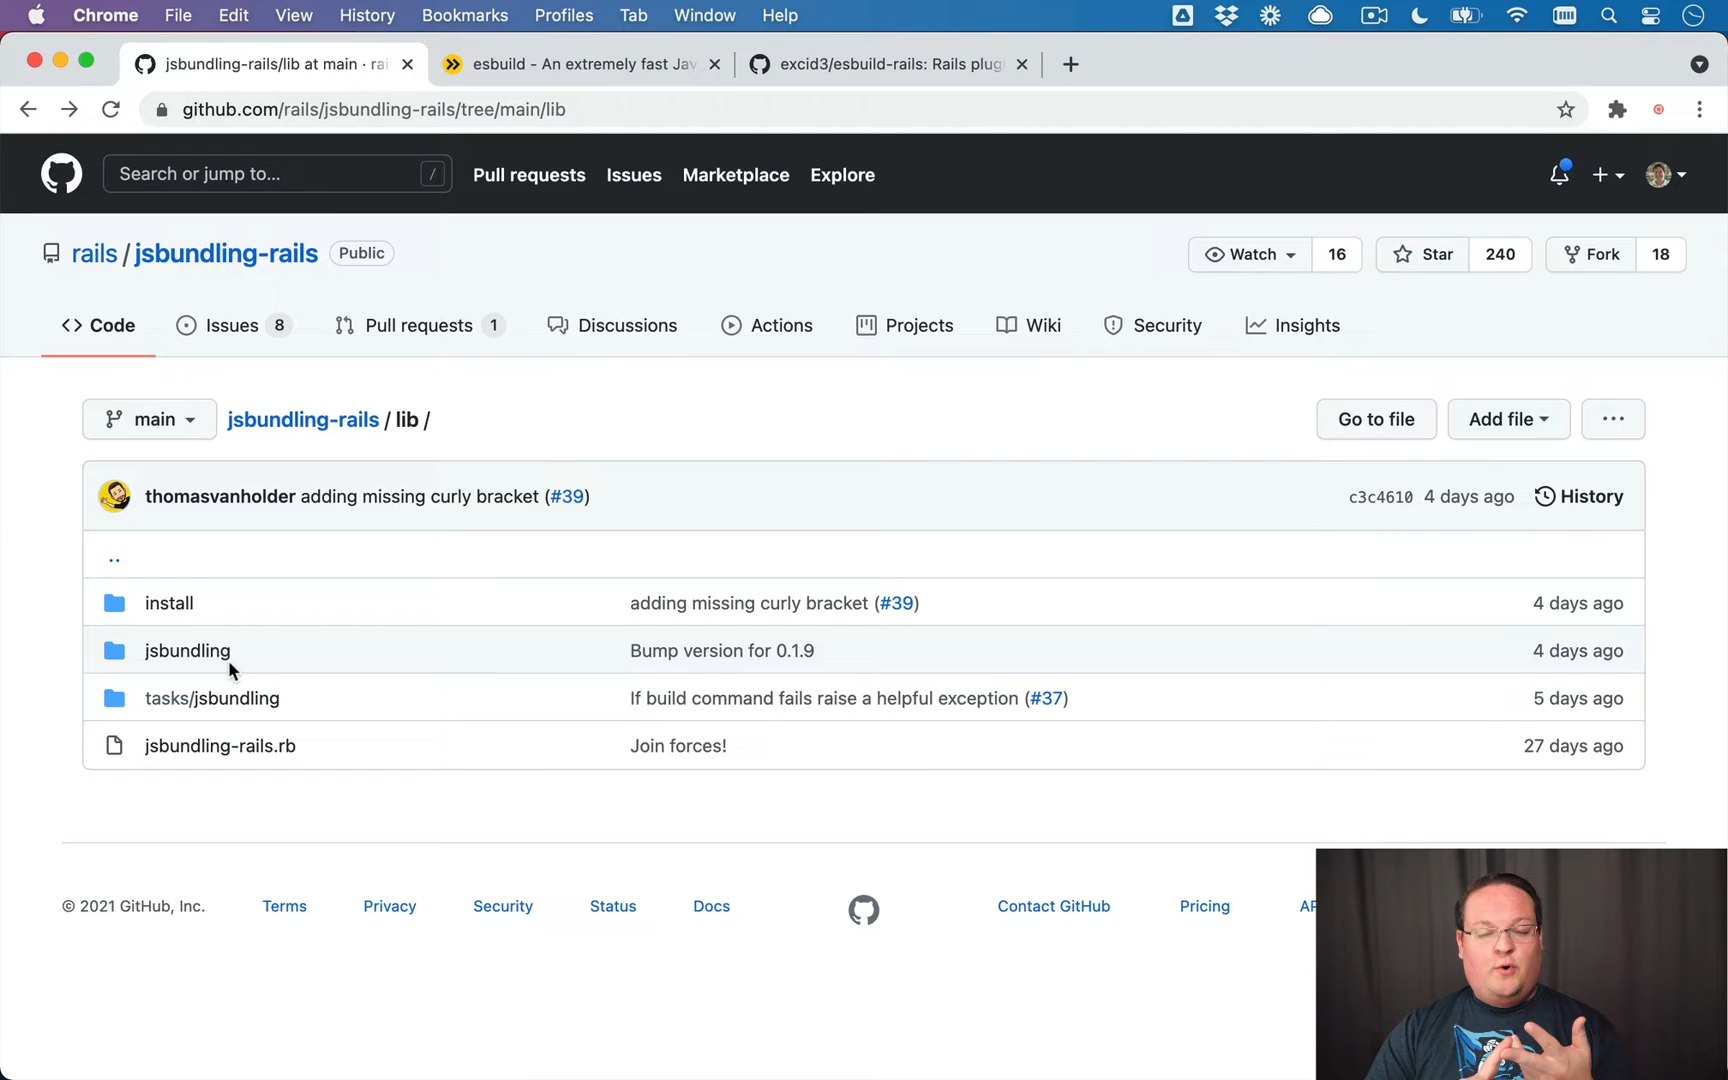 Chrome File Edit View History Bookmarks Profiles Tab Window Help
jsbundling-rails/lib at main · rai
esbuild - An extremely fast Jav
excid3/esbuild-rails: Rails plug
github.com/rails/jsbundling-rails/tree/main/lib
Search or jump to... /
Pull requests Issues Marketplace Explore
rails / jsbundling-rails Public
Watch 16 Star 240 Fork 18
Code Issues 8 Pull requests 1 Discussions Actions Projects Wiki Security Insights
main jsbundling-rails / lib / Go to file Add file ...
thomasvanholder adding missing curly bracket (#39) c3c4610 4 days ago History
..
install adding missing curly bracket (#39) 4 days ago
jsbundling Bump version for 0.1.9 4 days ago
tasks/jsbundling If build command fails raise a helpful exception (#37) 5 days ago
jsbundling-rails.rb Join forces! 27 days ago
© 2021 GitHub, Inc. Terms Privacy Security Status Docs Contact GitHub Pricing AP